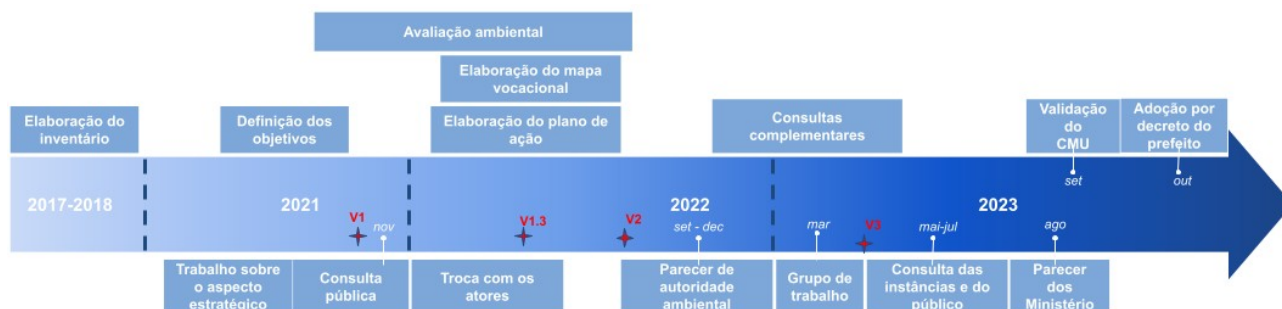 Avaliação ambiental
Elaboração do mapa
vocacional
Elaboração do
inventário
Definição dos
objetivos
Elaboração do plano de
ação
Consultas
complementares
Validação
do
CMU
Adoção por
decreto do
prefeito
set
out
2017-2018
2021
2022
2023
V1
nov
V1.3
V2
set - dec
mar
V3
mai-jul
ago
Trabalho sobre
o aspecto
estratégico
Consulta
pública
Troca com os
atores
Parecer de
autoridade
ambiental
Grupo de
trabalho
Consulta das
instâncias e do
público
Parecer
dos
Ministério